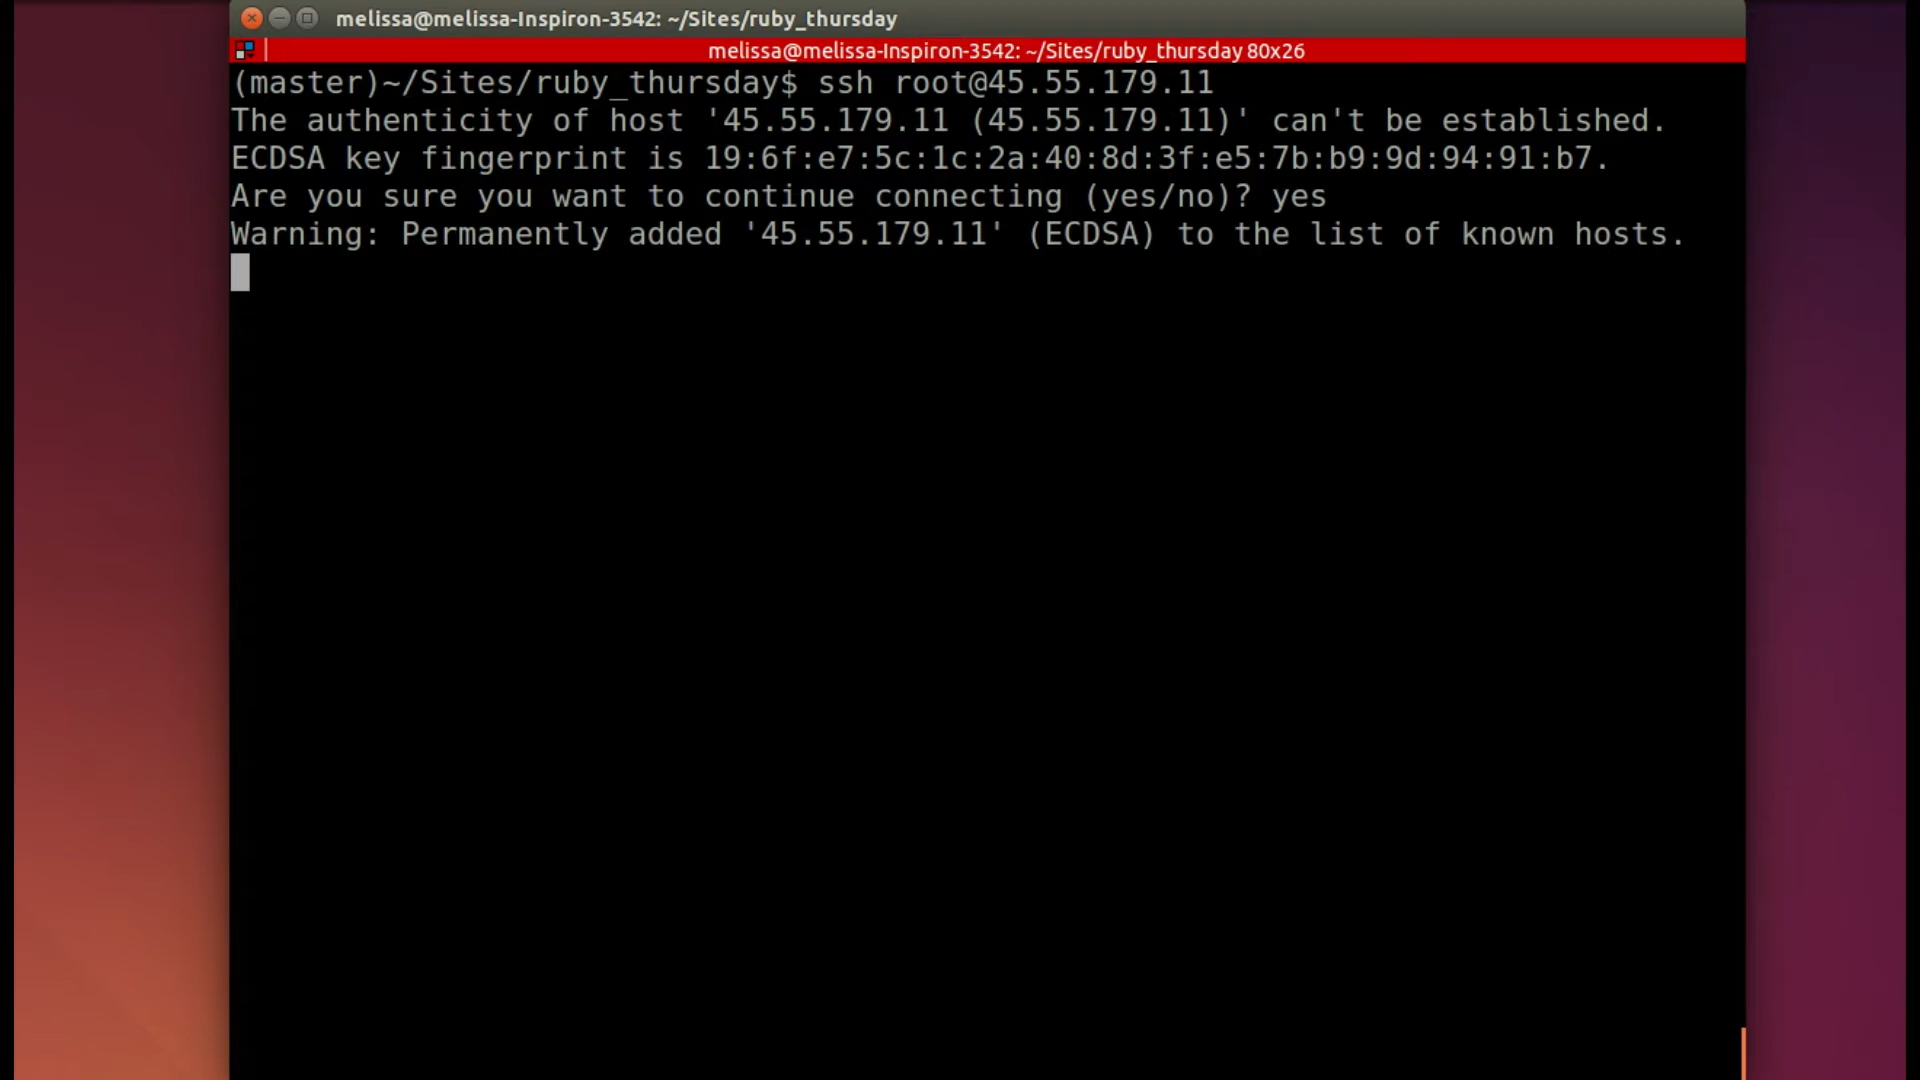 melissa@melissa-Inspiron-3542: ~/Sites/ruby_thursday
melissa@melissa-Inspiron-3542: ~/Sites/ruby_thursday 80x26
(master)~/Sites/ruby_thursday$ ssh root@45.55.179.11
The authenticity of host '45.55.179.11 (45.55.179.11)' can't be established.
ECDSA key fingerprint is 19:6f:e7:5c:1c:2a:40:8d:3f:e5:7b:b9:9d:94:91:b7.
Are you sure you want to continue connecting (yes/no)? yes
Warning: Permanently added '45.55.179.11' (ECDSA) to the list of known hosts.